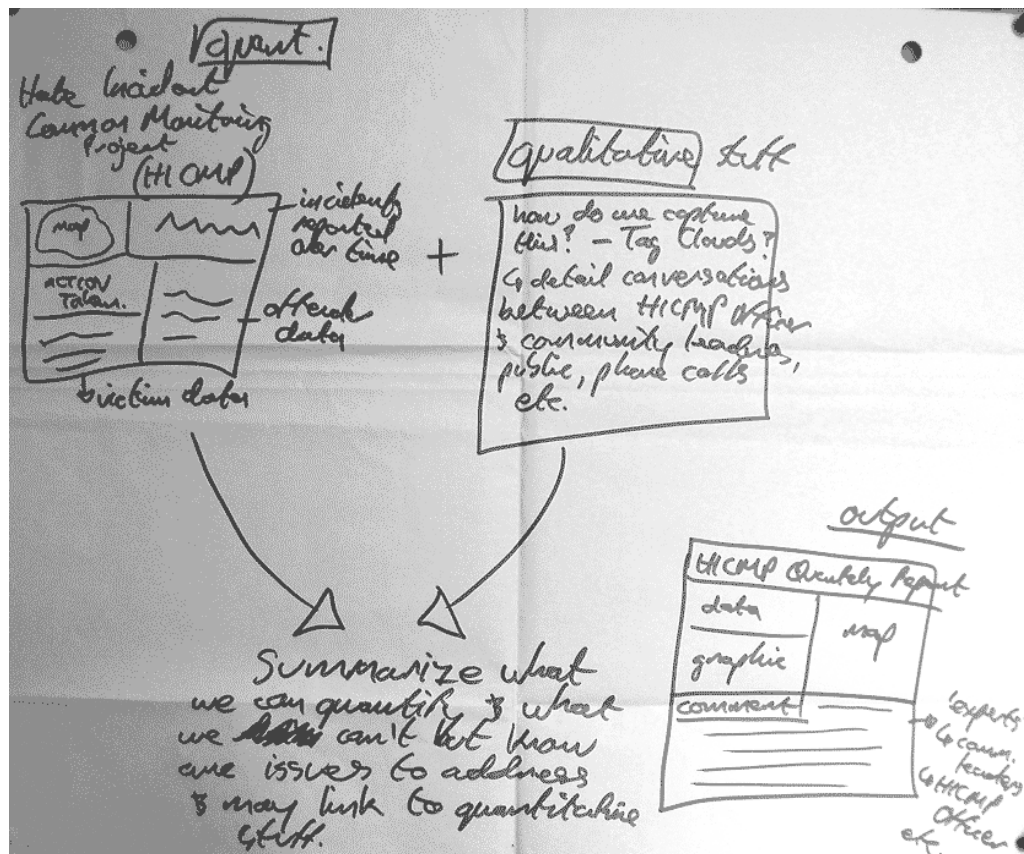 quant.
Hate Incident
Common Monitoring
Project
(HICMP)
map
incidents
reported
over time
ACTION
Taken.
offender
data
victim data
+
qualitative stuff
how do we capture
this? - Tag Clouds?
↳ detail conversations
between HICMP Officer
& community leaders,
public, phone calls
etc.
Summarize what
we can quantify & what
we can't but know
are issues to address
& may link to quantitative
stuff.
output
HICMP Quartely Report
data
map
graphic
comment
experts
↳ comm.
leaders
↳ HICMP
Officer
etc.